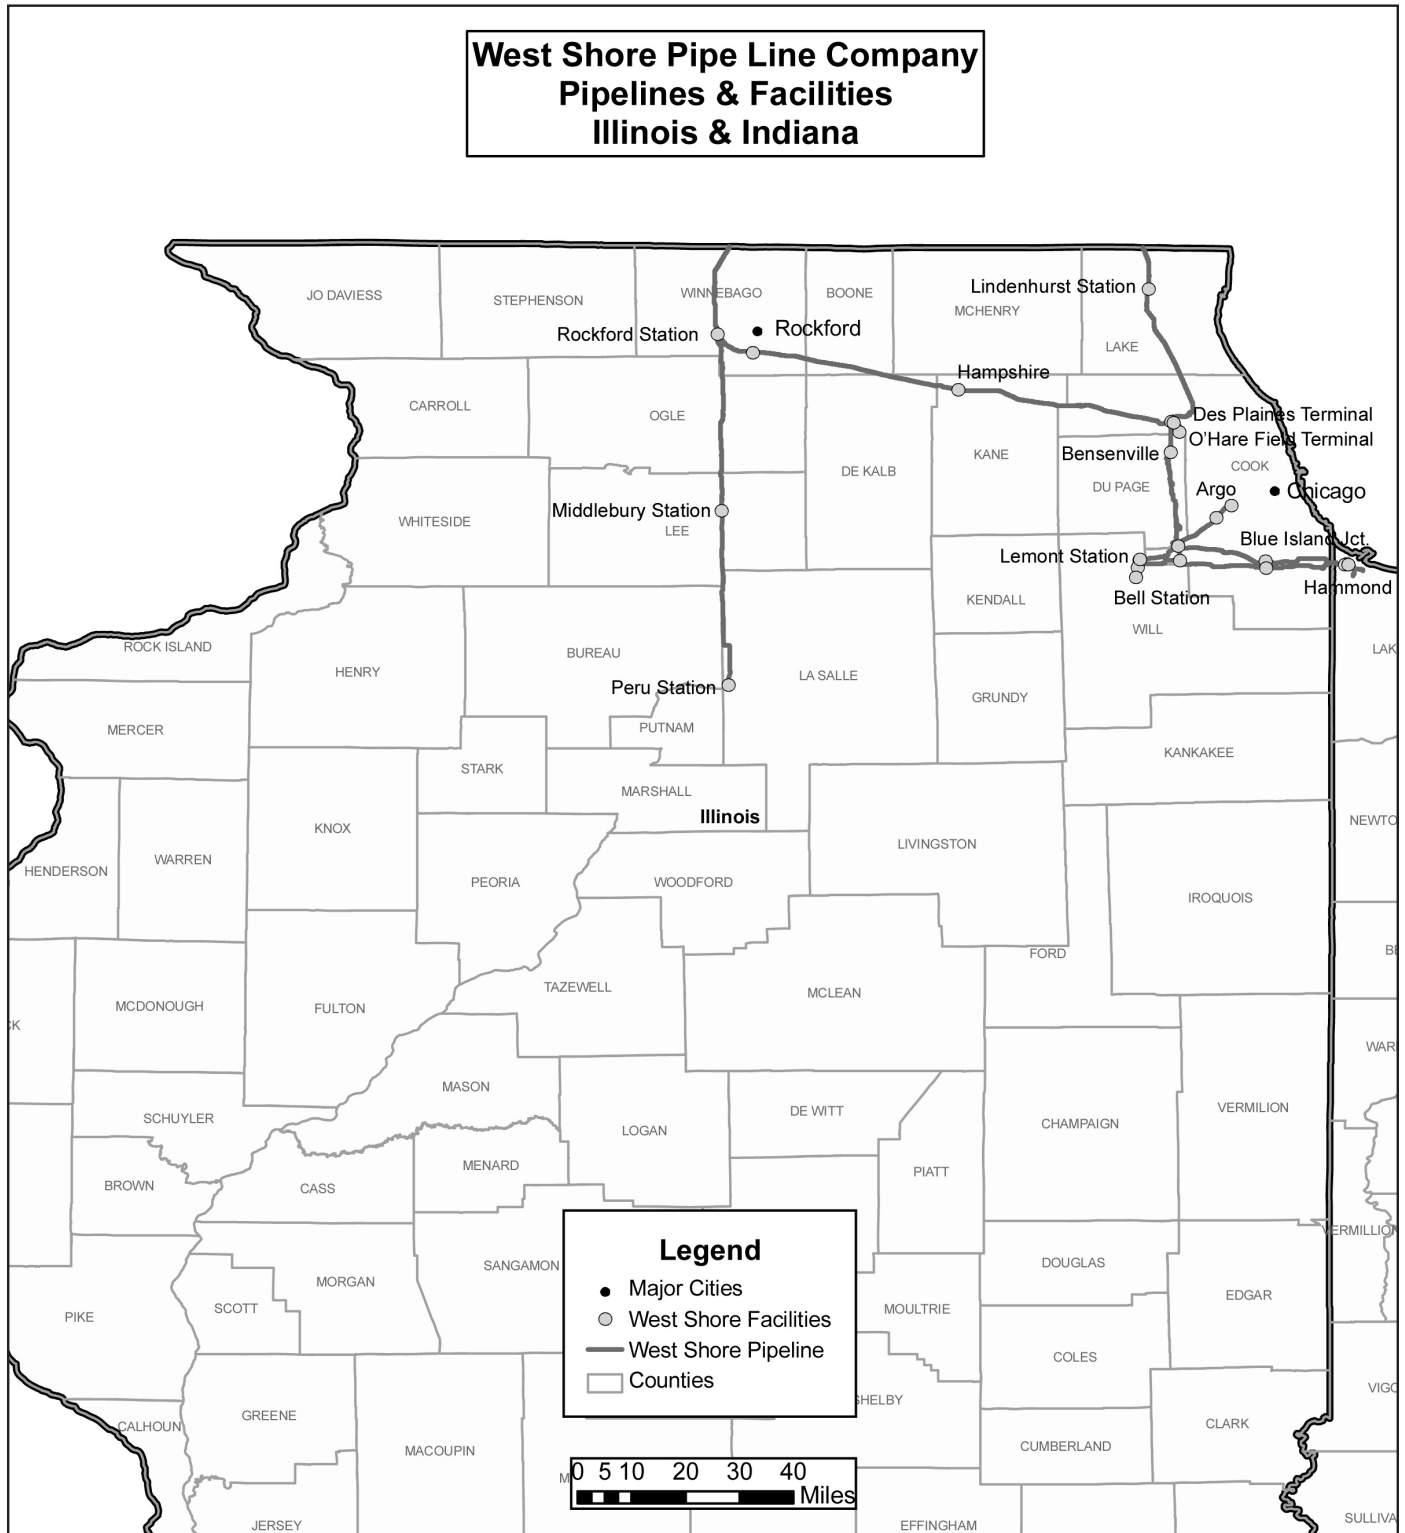 West Shore Pipe Line Company
Pipelines & Facilities
Illinois & Indiana
JO DAVIESS
STEPHENSON
WINNEBAGO
BOONE
MCHENRY
Lindenhurst Station
LAKE
Rockford Station
Rockford
Hampshire
CARROLL
OGLE
Des Plaines Terminal
O'Hare Field Terminal
DE KALB
KANE
Bensenville
COOK
DU PAGE
Argo
Chicago
WHITESIDE
Middlebury Station
LEE
Blue Island Jct.
Lemont Station
Hammond
Bell Station
KENDALL
WILL
ROCK ISLAND
HENRY
BUREAU
LA SALLE
LAK
Peru Station
GRUNDY
MERCER
PUTNAM
KANKAKEE
STARK
MARSHALL
Illinois
KNOX
LIVINGSTON
NEWTO
HENDERSON
WARREN
PEORIA
WOODFORD
IROQUOIS
FORD
BE
MCDONOUGH
FULTON
TAZEWELL
MCLEAN
CK
WAR
MASON
SCHUYLER
LOGAN
DE WITT
CHAMPAIGN
VERMILION
MENARD
PIATT
BROWN
CASS
VERMILLION
SANGAMON
MORGAN
DOUGLAS
EDGAR
PIKE
SCOTT
MOULTRIE
COLES
Legend
Major Cities
West Shore Facilities
West Shore Pipeline
Counties
SHELBY
VIGO
CALHOUN
GREENE
CLARK
MACOUPIN
CUMBERLAND
M
0 5 10 20 30 40
Miles
JERSEY
EFFINGHAM
SULLIVA